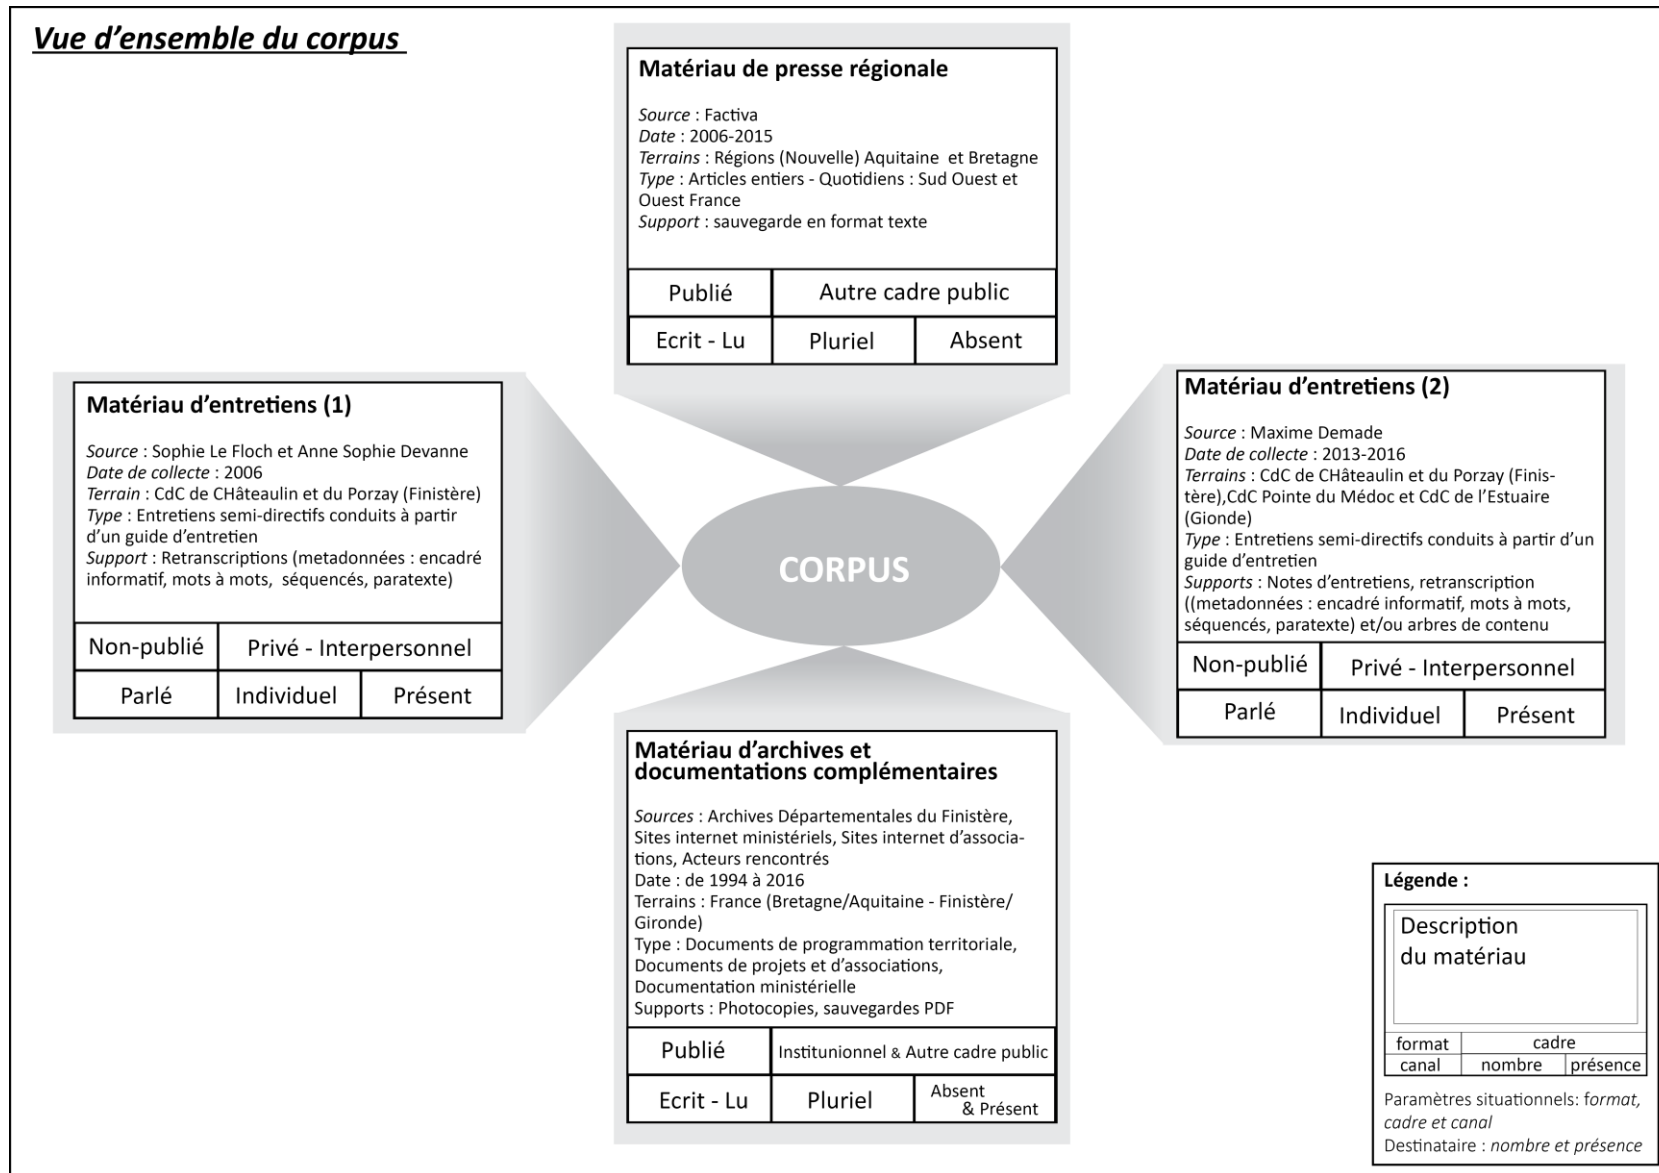 Vue d'ensemble du corpus
Matériau de presse régionale
Source : Factiva
Date : 2006-2015
Terrains : Régions (Nouvelle) Aquitaine et Bretagne
Type : Articles entiers - Quotidiens : Sud Ouest et
Ouest France
Support : sauvegarde en format texte
Publié
Autre cadre public
Ecrit - Lu
Pluriel
Absent
Matériau d'entretiens (1)
Source : Sophie Le Floch et Anne Sophie Devanne
Date de collecte : 2006
Terrain : CdC de CHâteaulin et du Porzay (Finistère)
Type : Entretiens semi-directifs conduits à partir
d'un guide d'entretien
Support : Retranscriptions (metadonnées : encadré
informatif, mots à mots, séquencés, paratexte)
Non-publié
Privé - Interpersonnel
Parlé
Individuel
Présent
CORPUS
Matériau d'entretiens (2)
Source : Maxime Demade
Date de collecte : 2013-2016
Terrains : CdC de CHâteaulin et du Porzay (Finis-
tère),CdC Pointe du Médoc et CdC de l'Estuaire
(Gionde)
Type : Entretiens semi-directifs conduits à partir d'un
guide d'entretien
Supports : Notes d'entretiens, retranscription
((metadonnées : encadré informatif, mots à mots,
séquencés, paratexte) et/ou arbres de contenu
Non-publié
Privé - Interpersonnel
Parlé
Individuel
Présent
Matériau d'archives et
documentations complémentaires
Sources : Archives Départementales du Finistère,
Sites internet ministériels, Sites internet d'associa-
tions, Acteurs rencontrés
Date : de 1994 à 2016
Terrains : France (Bretagne/Aquitaine - Finistère/
Gironde)
Type : Documents de programmation territoriale,
Documents de projets et d'associations,
Documentation ministérielle
Supports : Photocopies, sauvegardes PDF
Publié
Institunionnel & Autre cadre public
Ecrit - Lu
Pluriel
Absent
& Présent
Légende :
Description
du matériau
format
cadre
canal
nombre
présence
Paramètres situationnels: format,
cadre et canal
Destinataire : nombre et présence